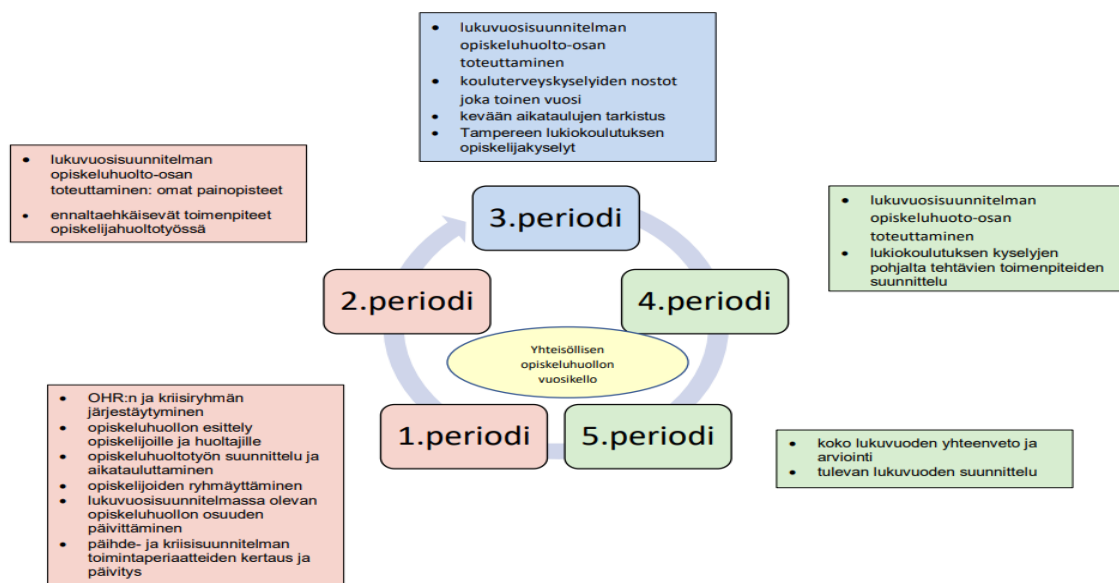 • lukuvuosisuunnitelman
opiskeluhuolto-osan
toteuttaminen
• kouluterveyskyselyiden nostot
joka toinen vuosi
• kevään aikataulujen tarkistus
• Tampereen lukiokoulutuksen
opiskelijakyselyt
• lukuvuosisuunnitelman
opiskeluhuolto-osan
toteuttaminen: omat painopisteet
• ennaltaehkäisevät toimenpiteet
opiskelijahuoltotyössä
• lukuvuosisuunnitelman
opiskeluhuoto-osan
toteuttaminen
• lukiokoulutuksen kyselyjen
pohjalta tehtävien toimenpiteiden
suunnittelu
3.periodi
2.periodi
4.periodi
Yhteisöllisen
opiskeluhuollon
vuosikello
1.periodi
5.periodi
• OHR:n ja kriisiryhmän
järjestäytyminen
• opiskeluhuollon esittely
opiskelijoille ja huoltajille
• opiskeluhuoltotyön suunnittelu ja
aikatauluttaminen
• opiskelijoiden ryhmäyttäminen
• lukuvuosisuunnitelmassa olevan
opiskeluhuollon osuuden
päivittäminen
• päihde- ja kriisisuunnitelman
toimintaperiaatteiden kertaus ja
päivitys
• koko lukuvuoden yhteenveto ja
arviointi
• tulevan lukuvuoden suunnittelu